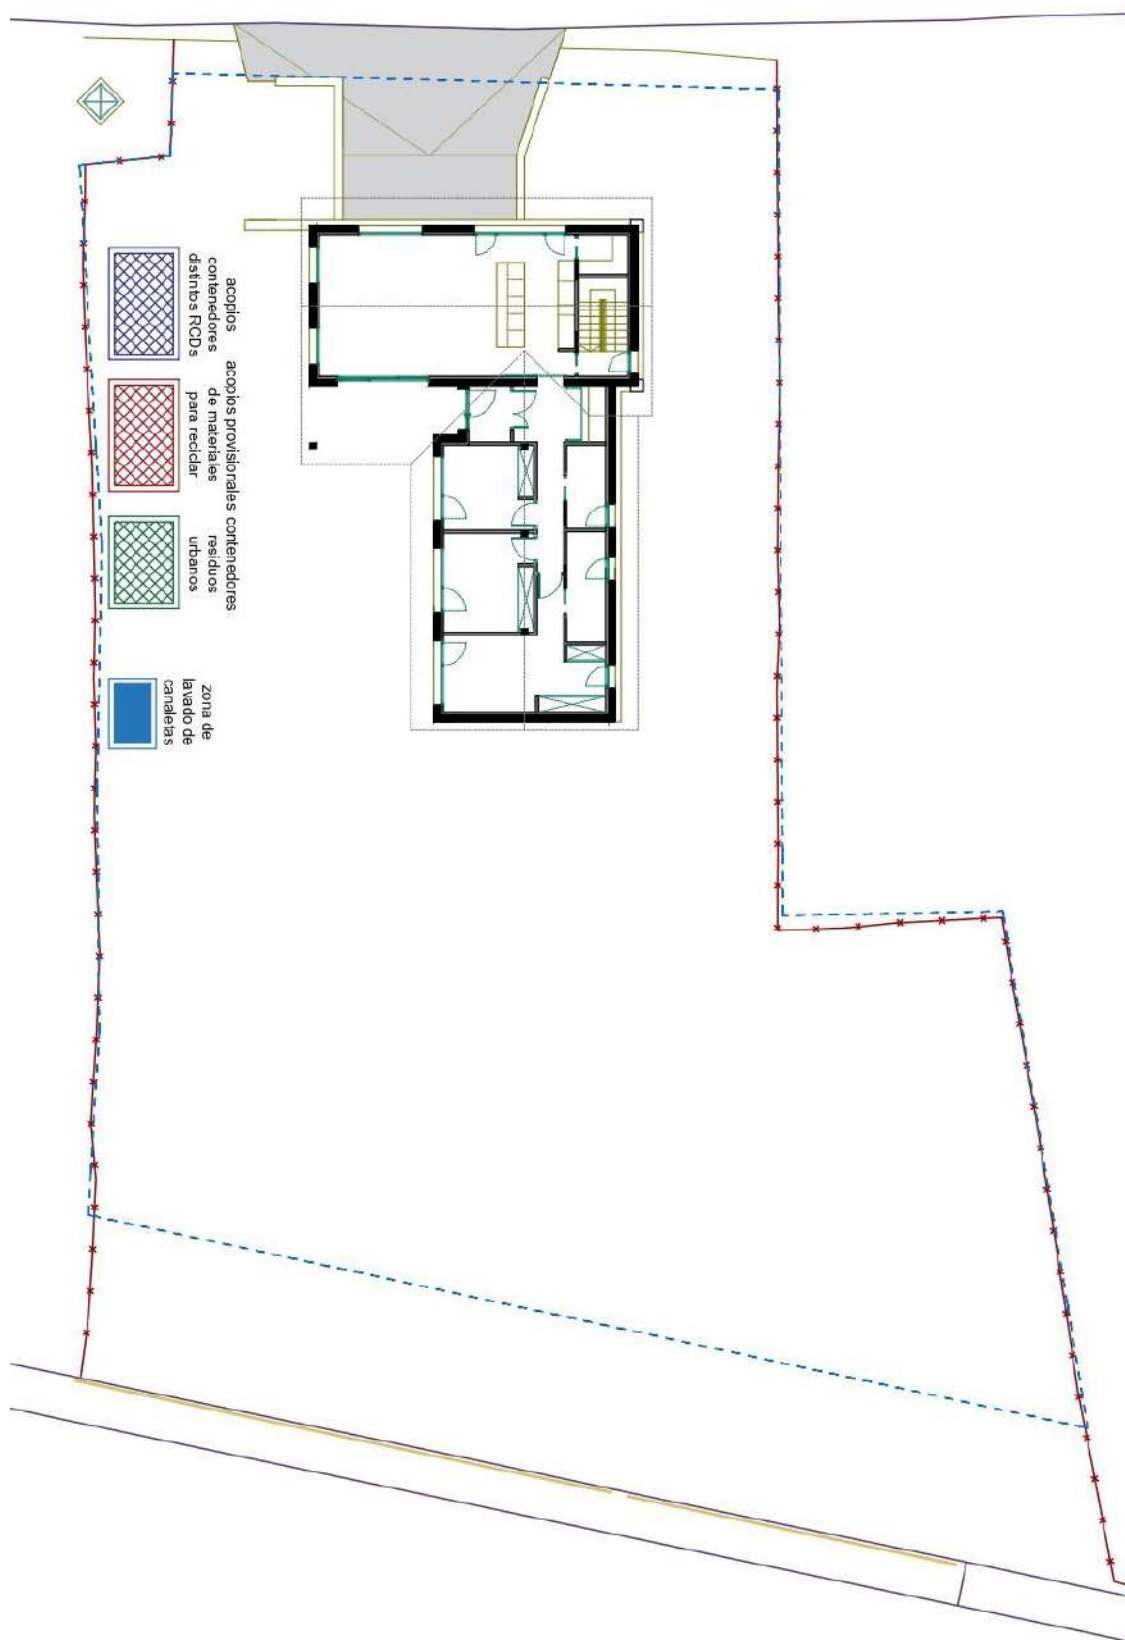 acopios
contenedores
distintos RCDs
acopios provisionales
de materiales
para reciclar
contenedores
residuos
urbanos
zona de
lavado de
canaletas